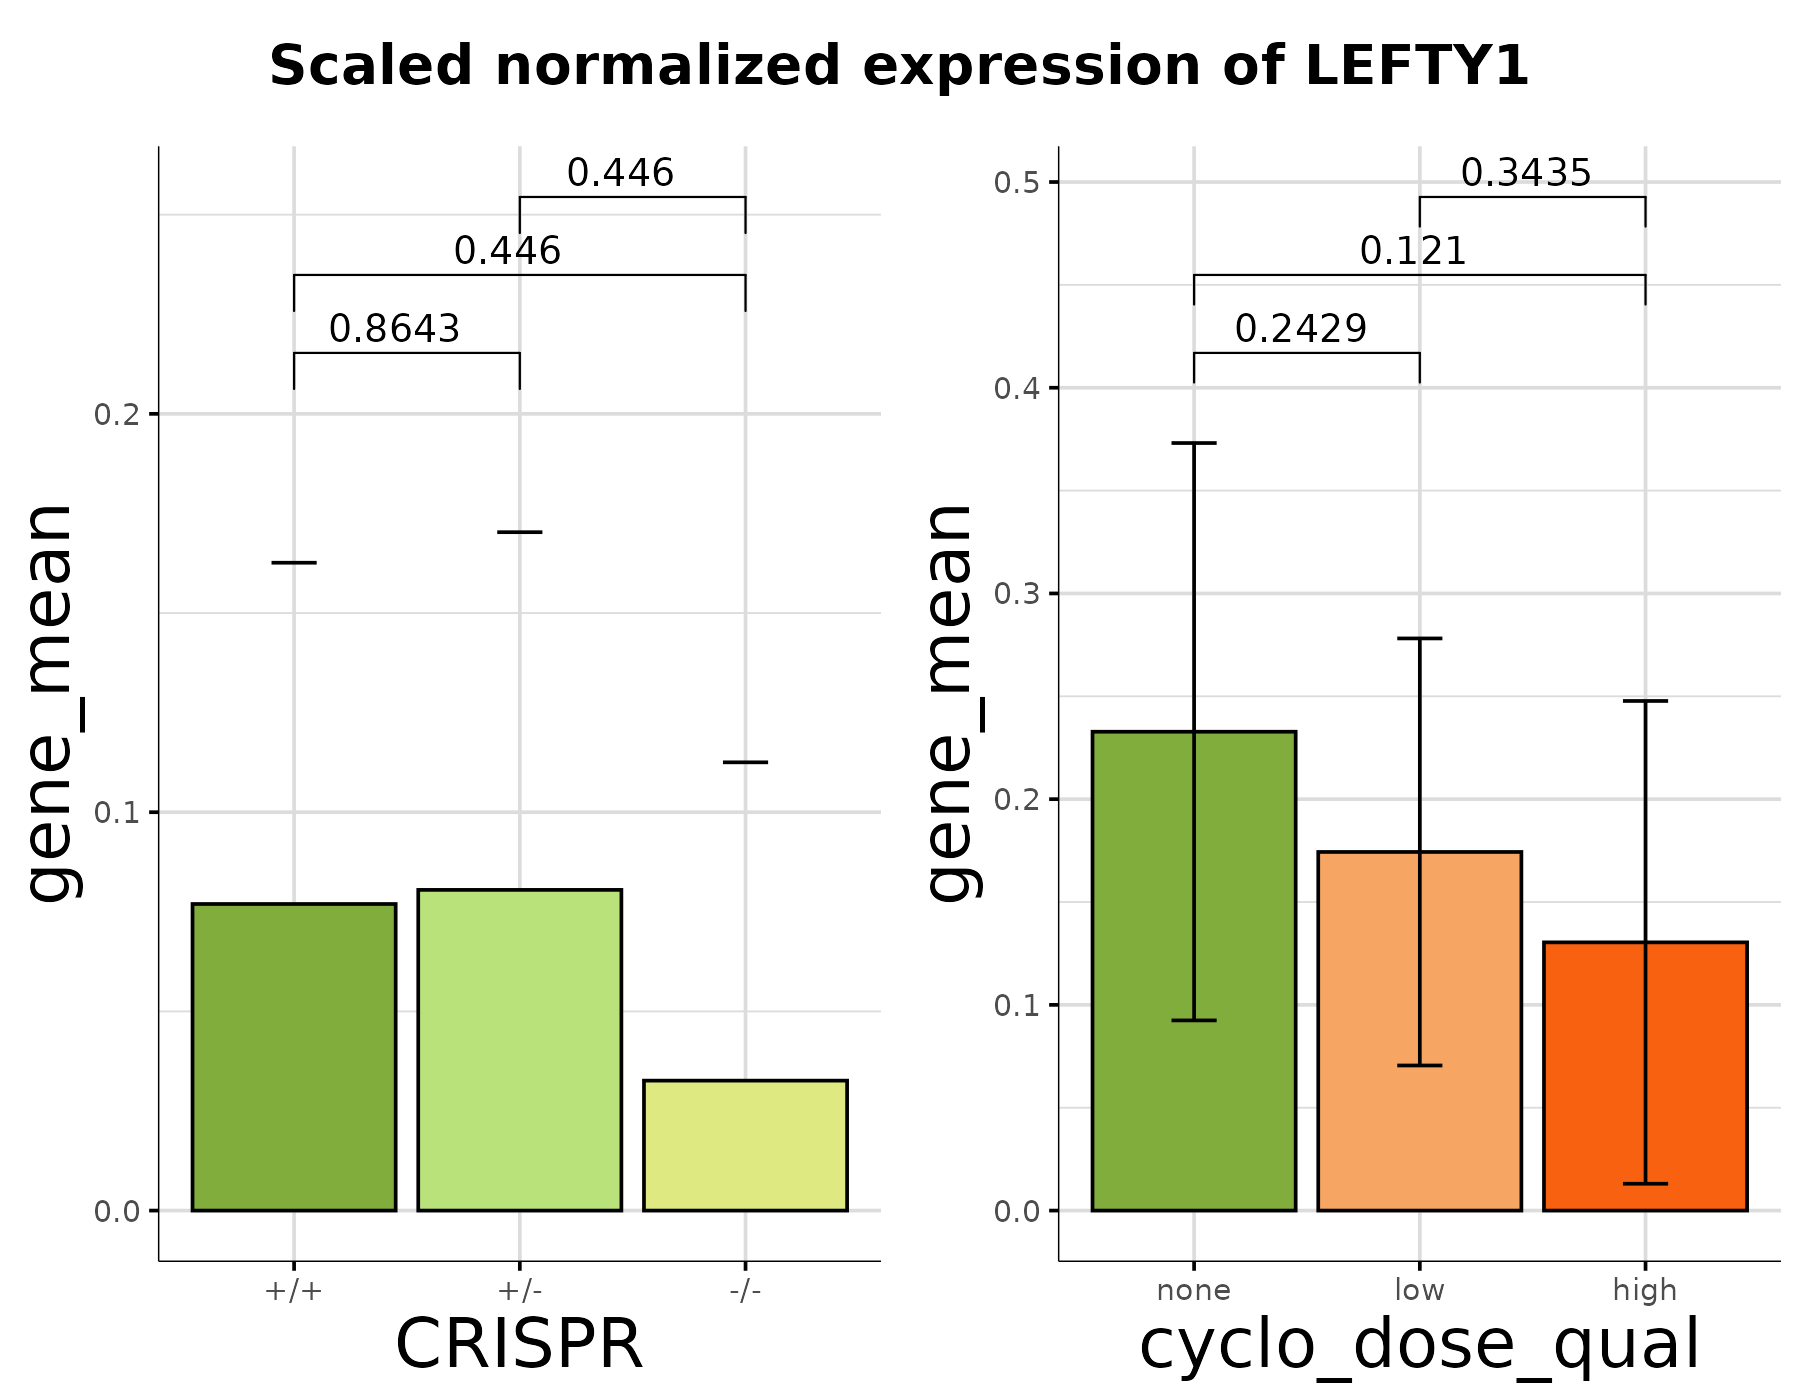 Scaled normalized expression of LEFTY1
0.446
0.446
0.8643
0.2
0.1
0.0
gene_mean
+/+ +/- -/-
CRISPR
0.3435
0.121
0.2429
0.5
0.4
0.3
0.2
0.1
0.0
gene_mean
none low high
cyclo_dose_qual